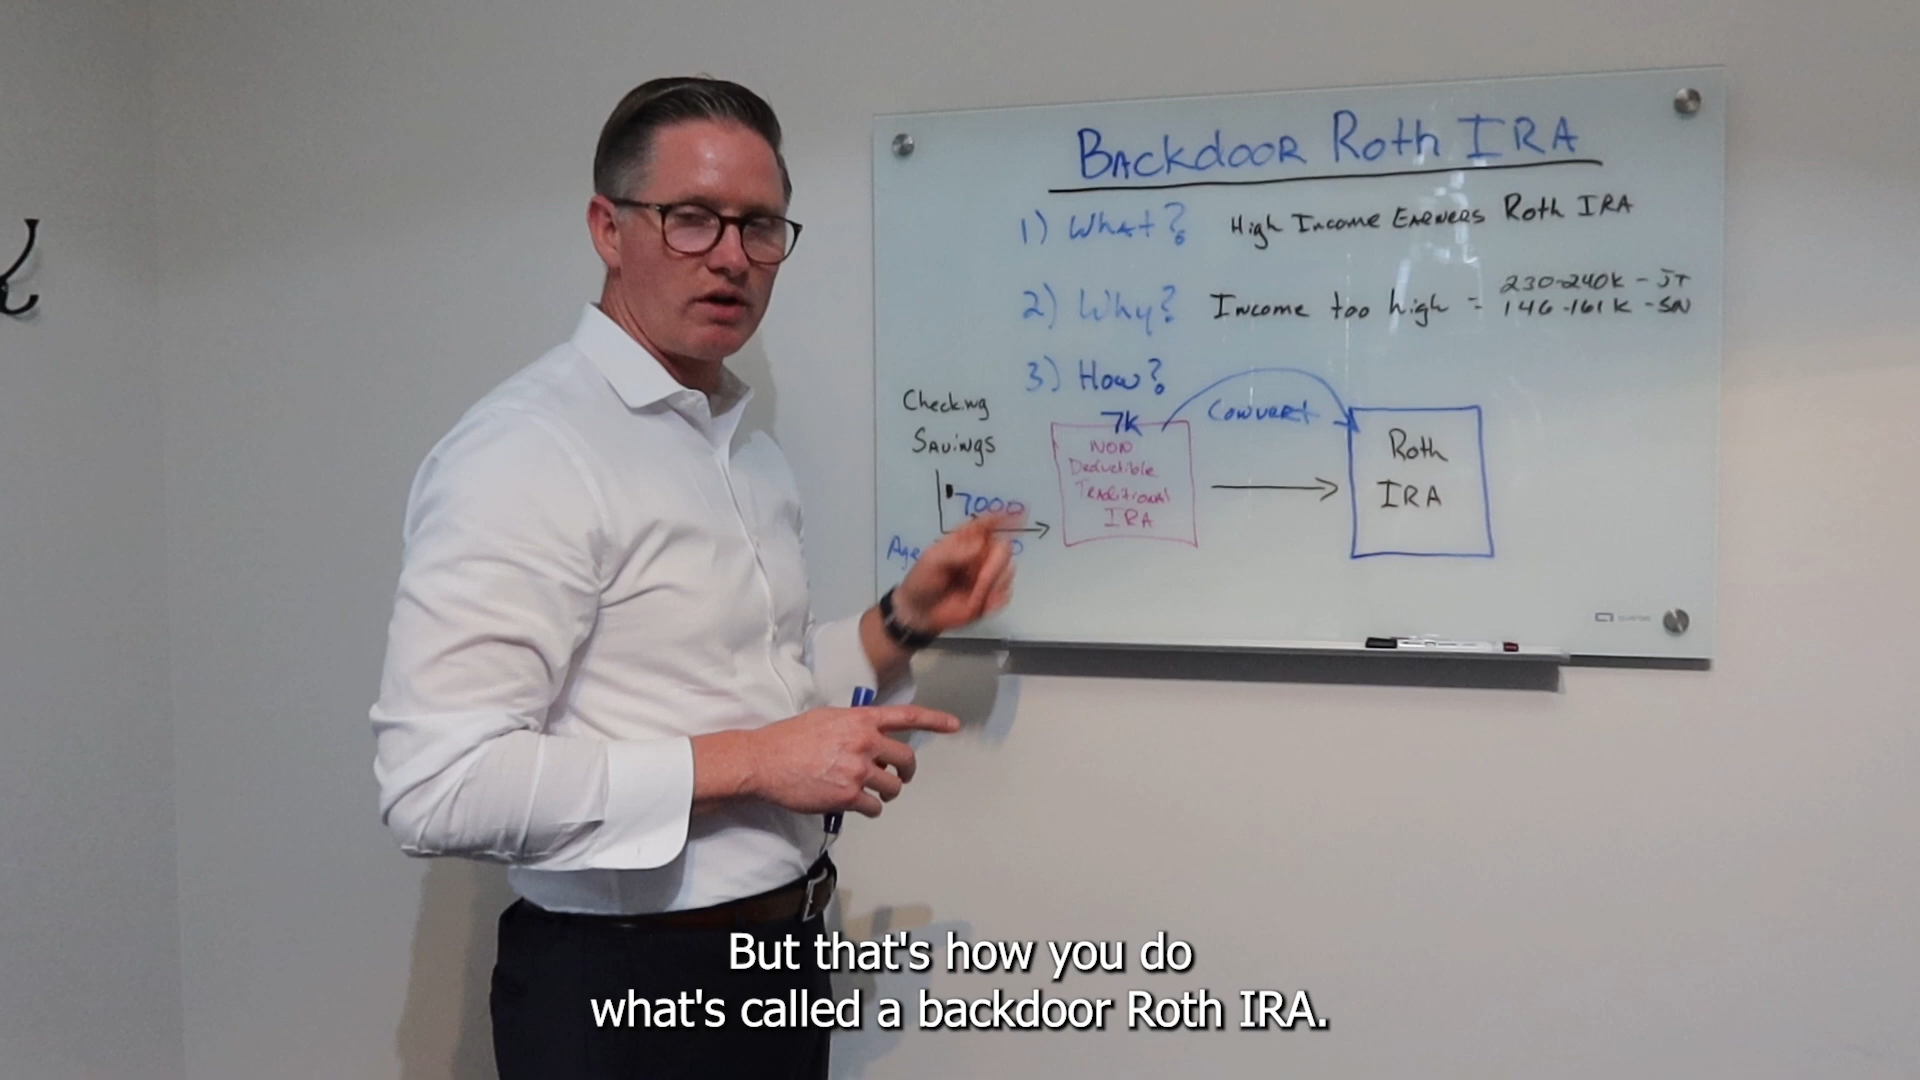 Backdoor Roth IRA
1) What? High Income Earners Roth IRA
2) Why? Income too high = 230-240k - JT
146-161k - SN
3) How?
Checking
Savings
7000
Age
7k
Non
Deductible
Traditional
IRA
Convert
Roth
IRA
But that's how you do
what's called a backdoor Roth IRA.